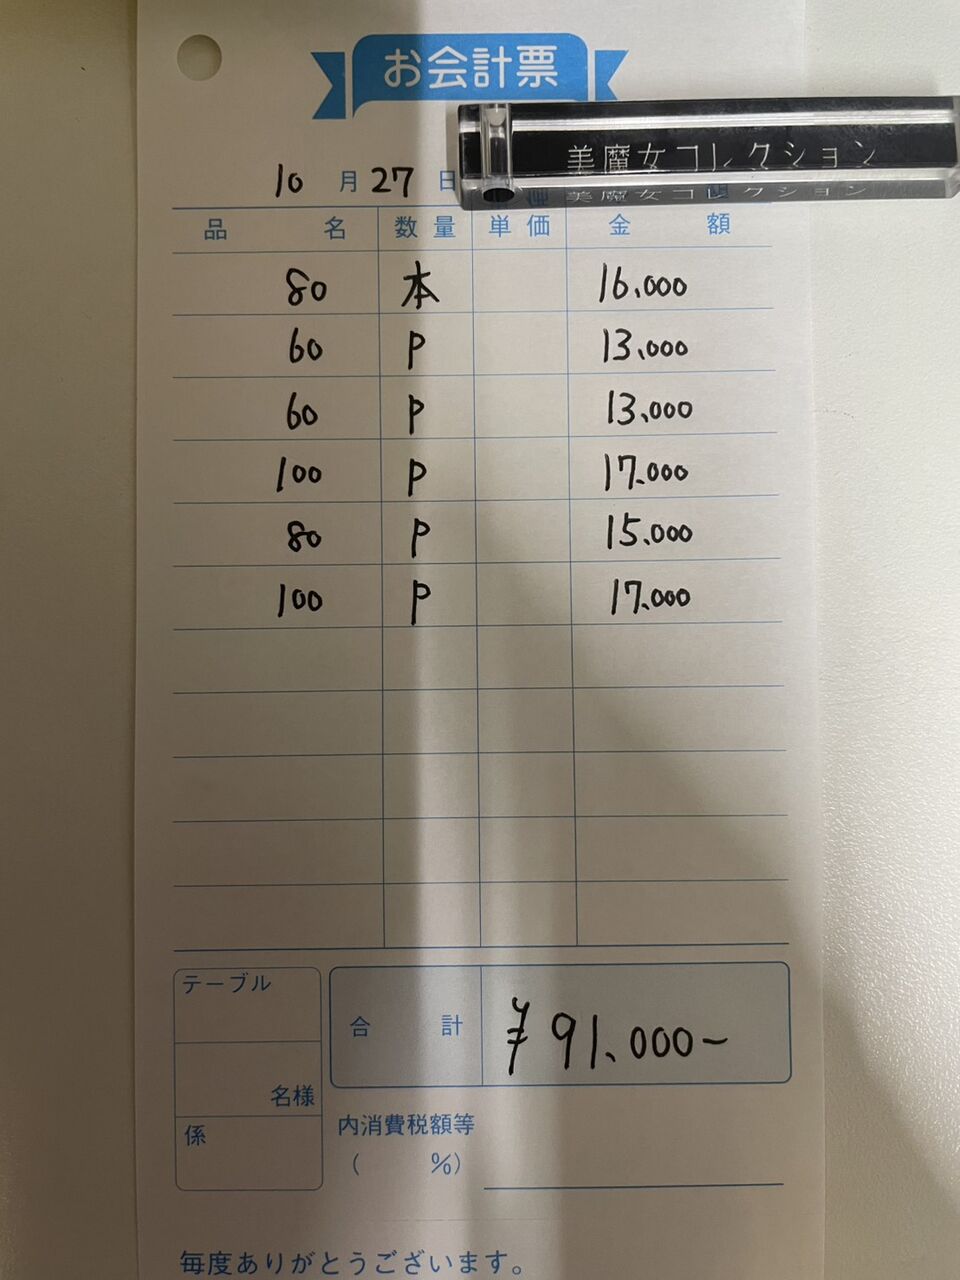 お会計票
美魔女コレクション
美魔女コレクション
10月27日
品名 数量 単価 金額
80 本 16,000
60 P 13,000
60 P 13,000
100 P 17,000
80 P 15,000
100 P 17,000
テーブル
合計 ¥91,000-
名様
係
内消費税額等
( %)
毎度ありがとうございます。